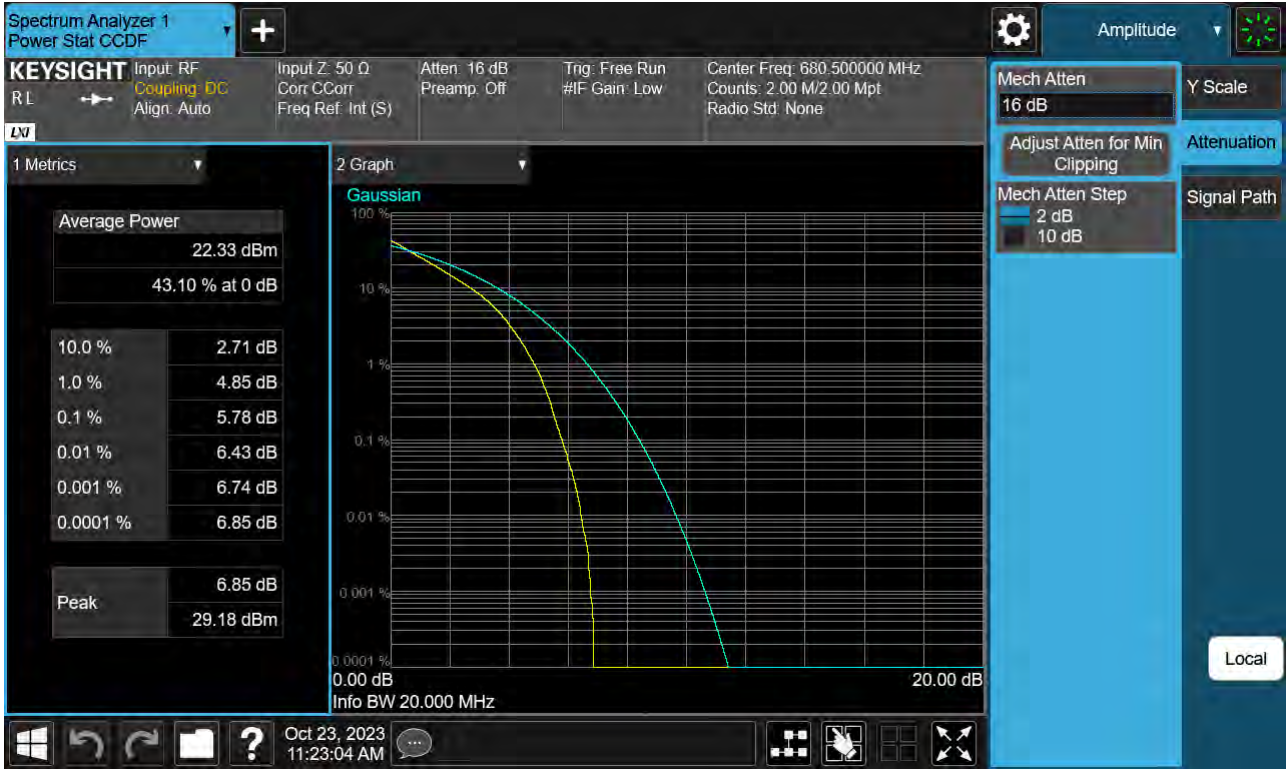 Spectrum Analyzer 1
Power Stat CCDF
+
Amplitude
KEYSIGHT
R L
LXI
Input: RF
Coupling: DC
Align: Auto
Input Z: 50 Ω
Corr CCorr
Freq Ref: Int (S)
Atten: 16 dB
Preamp: Off
Trig: Free Run
#IF Gain: Low
Center Freq: 680.500000 MHz
Counts: 2.00 M/2.00 Mpt
Radio Std: None
Mech Atten
16 dB
Adjust Atten for Min
Clipping
Mech Atten Step
2 dB
10 dB
Y Scale
Attenuation
Signal Path
Local
1 Metrics
Average Power
22.33 dBm
43.10 % at 0 dB
10.0 % 2.71 dB
1.0 % 4.85 dB
0.1 % 5.78 dB
0.01 % 6.43 dB
0.001 % 6.74 dB
0.0001 % 6.85 dB
Peak
6.85 dB
29.18 dBm
2 Graph
Gaussian
100 %
10 %
1 %
0.1 %
0.01 %
0.001 %
0.0001 %
0.00 dB 20.00 dB
Info BW 20.000 MHz
?
Oct 23, 2023
11:23:04 AM